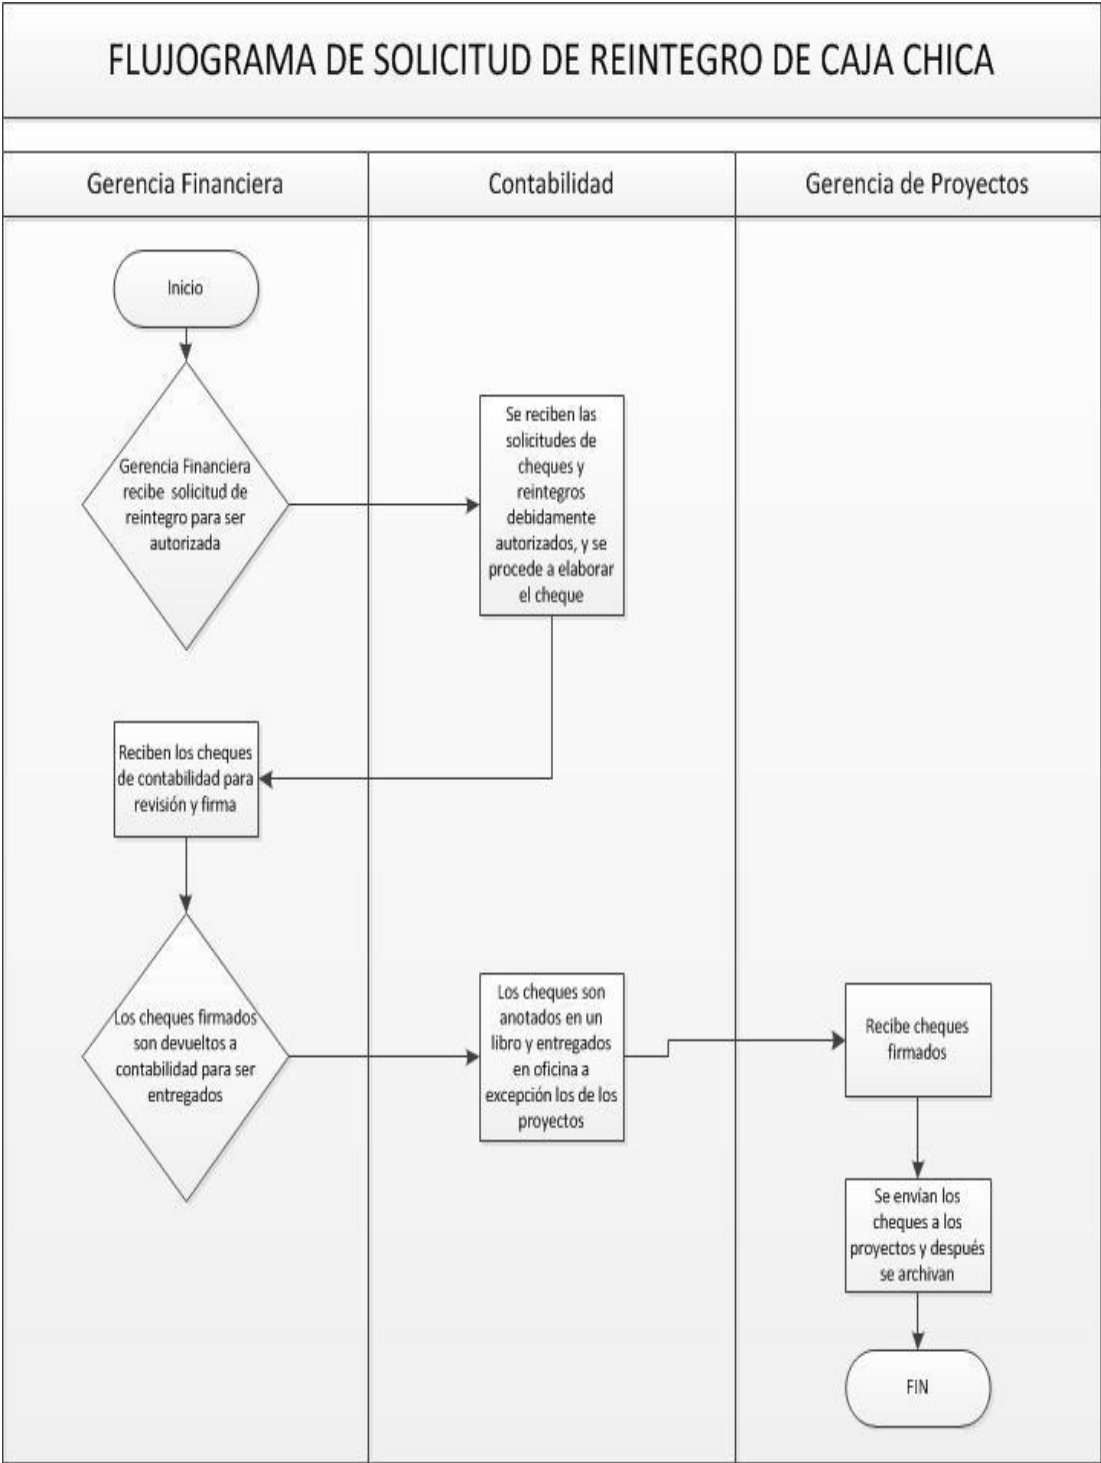 FLUJOGRAMA DE SOLICITUD DE REINTEGRO DE CAJA CHICA
Gerencia Financiera
Contabilidad
Gerencia de Proyectos
Inicio
Gerencia Financiera
recibe solicitud de
reintegro para ser
autorizada
Se reciben las
solicitudes de
cheques y
reintegros
debidamente
autorizados, y se
procede a elaborar
el cheque
Reciben los cheques
de contabilidad para
revisión y firma
Los cheques firmados
son devueltos a
contabilidad para ser
entregados
Los cheques son
anotados en un
libro y entregados
en oficina a
excepción los de los
proyectos
Recibe cheques
firmados
Se envían los
cheques a los
proyectos y después
se archivan
FIN